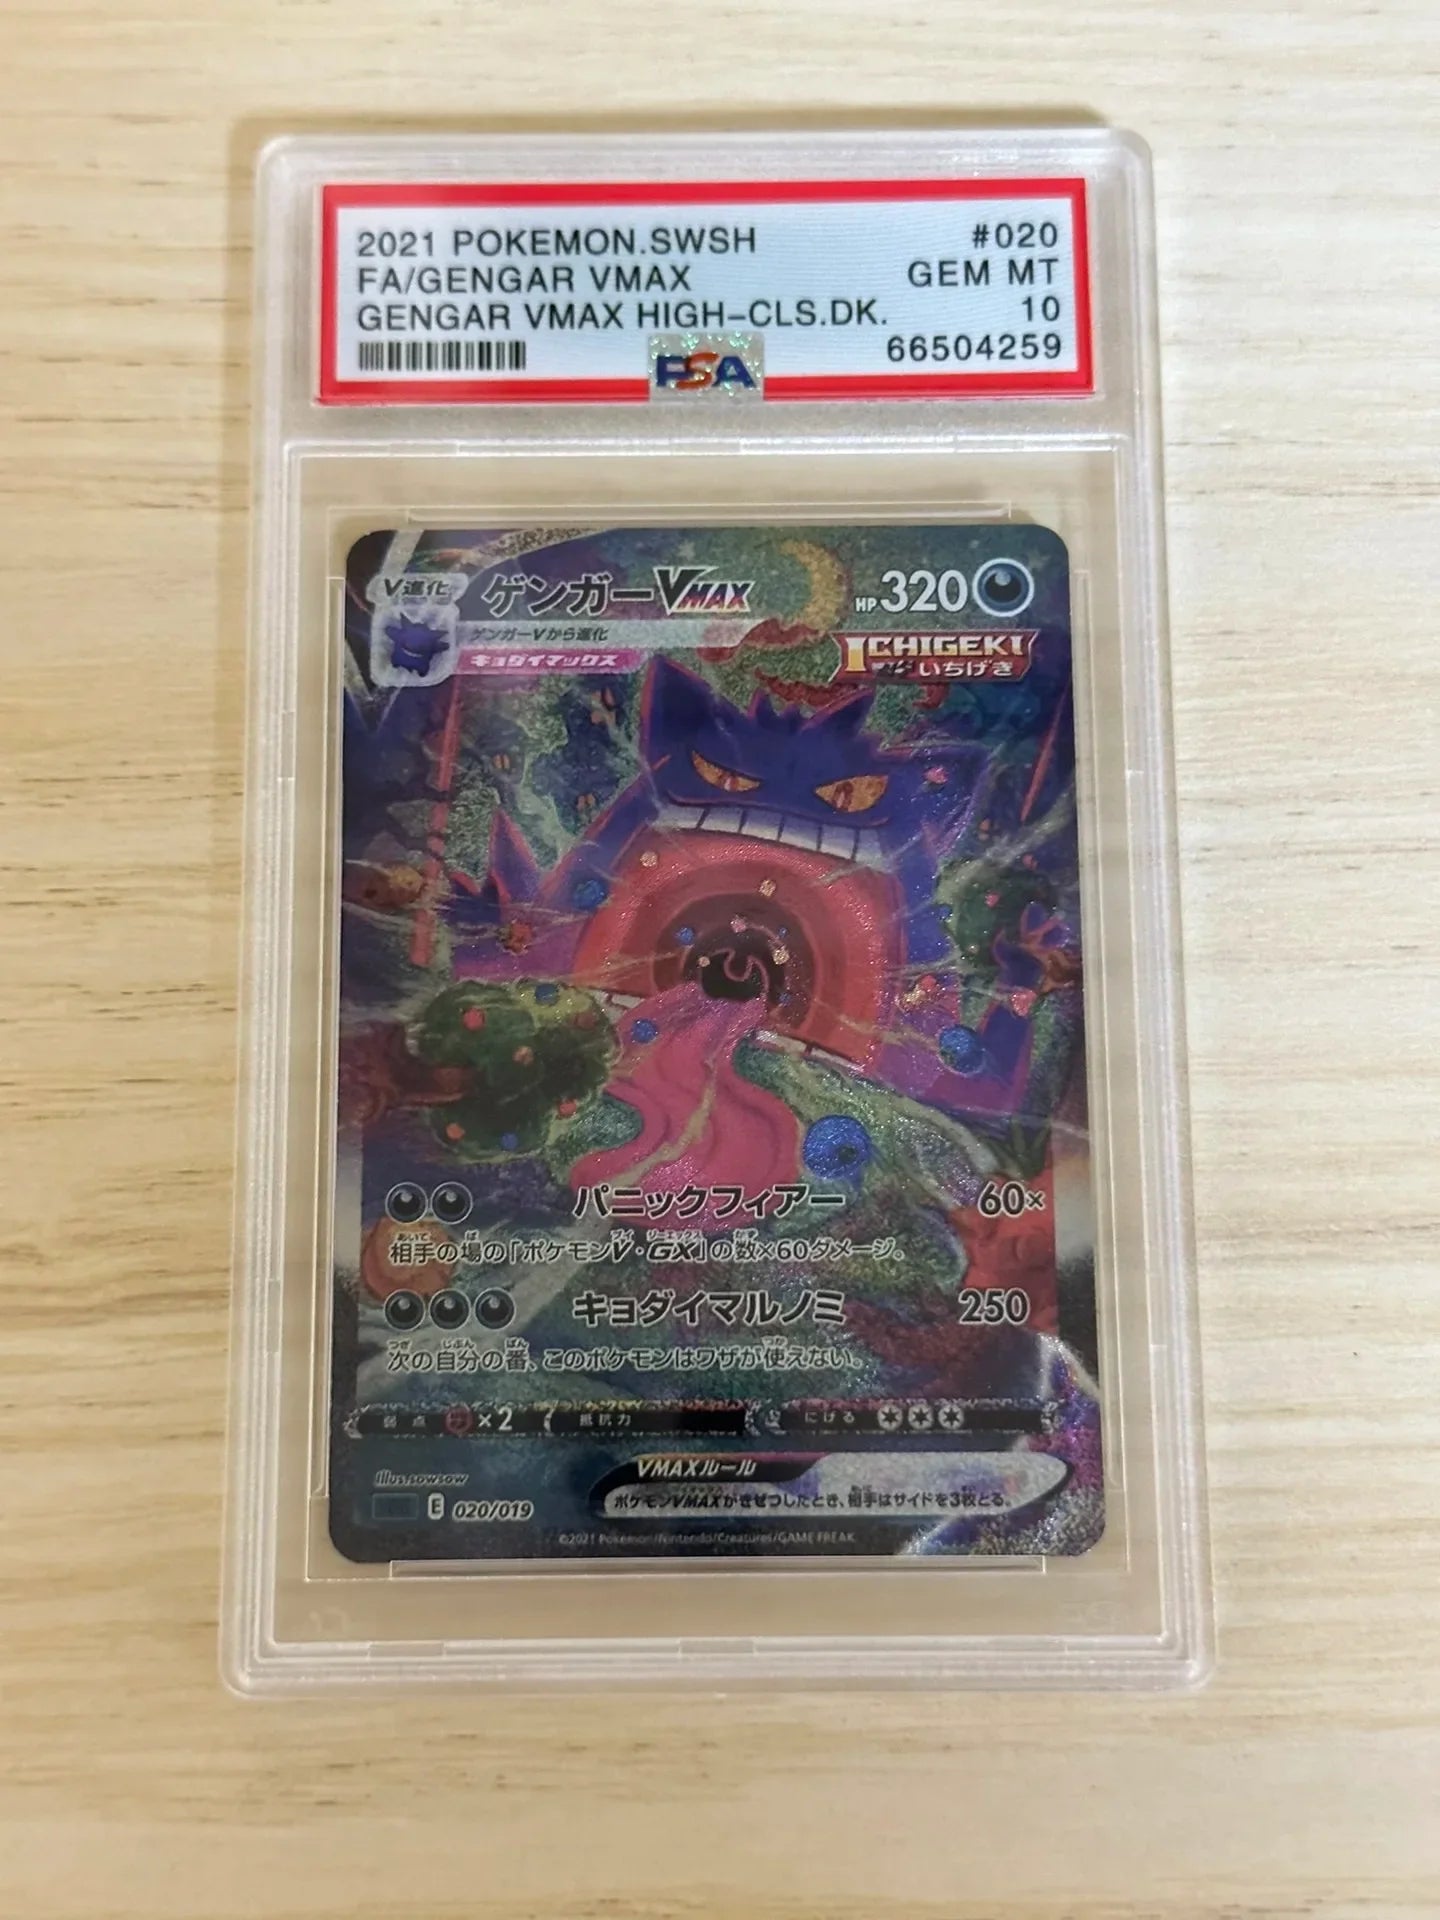 2021 POKEMON.SWSH #020
FA/GENGAR VMAX GEM MT
GENGAR VMAX HIGH-CLS.DK. 10
PSA 66504259
V進化 ゲンガーVMAX HP320
ゲンガーVから進化
キョダイマックス
ICHIGEKI
いちげき
パニックフィアー 60×
相手の場の「ポケモンV・GX」の数×60ダメージ。
キョダイマルノミ 250
次の自分の番、このポケモンはワザが使えない。
弱点 ×2 抵抗力 にげる
VMAXルール
ポケモンVMAXがきぜつしたとき、相手はサイドを3枚とる。
Illus.sowsow
E 020/019
©2021 Pokémon/Nintendo/Creatures/GAME FREAK